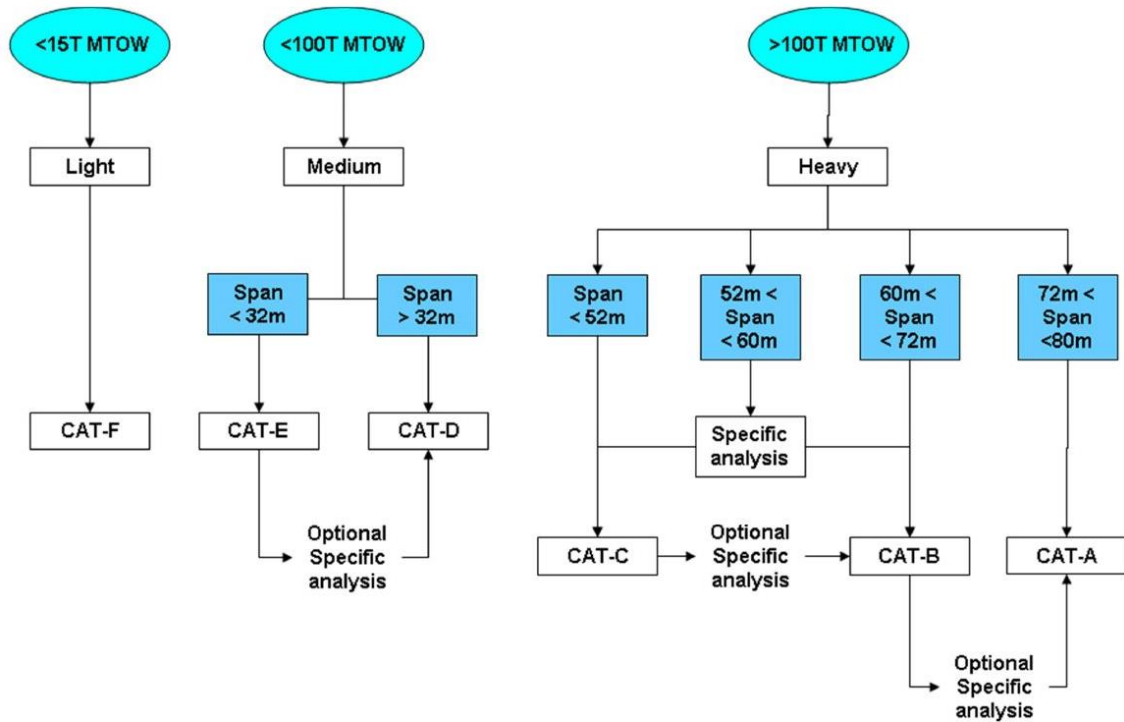 <15T MTOW
<100T MTOW
>100T MTOW
Light
Medium
Heavy
Span
< 32m
Span
> 32m
Span
< 52m
52m <
Span
< 60m
60m <
Span
< 72m
72m <
Span
<80m
CAT-F
CAT-E
CAT-D
Specific
analysis
Optional
Specific
analysis
CAT-C
Optional
Specific
analysis
CAT-B
CAT-A
Optional
Specific
analysis